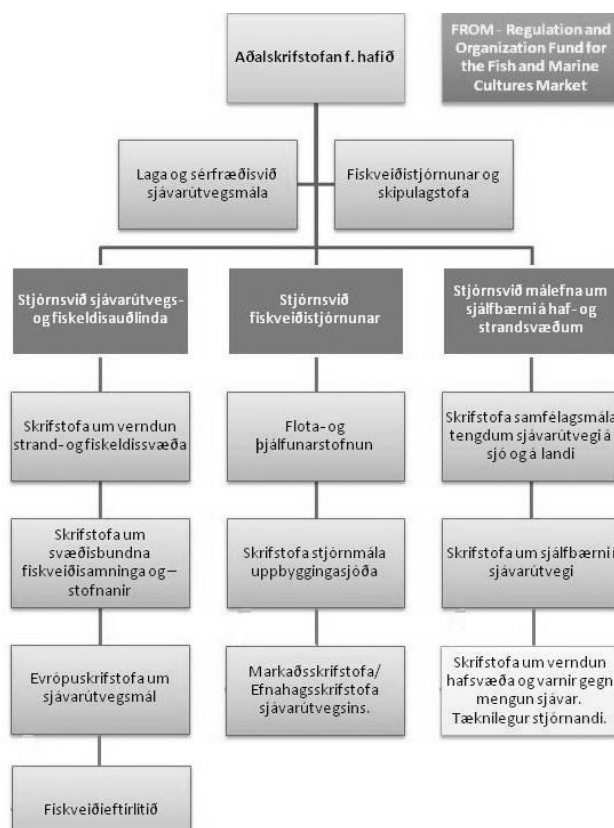 Aðalskrifstofan f. hafið
FROM - Regulation and
Organization Fund for
the Fish and Marine
Cultures Market
Laga og sérfræðisvið
sjávarútvegsmála
Fiskveiðistjórnunar og
skipulagstofa
Stjórnsvið sjávarútvegs-
og fiskeldisauðlinda
Stjórnsvið
fiskveiðistjórnunar
Stjórnsvið málefna um
sjálfbærni á haf- og
strandsvæðum
Skrifstofa um verndun
strand- og fiskeldissvæða
Flota- og
þjálfunarstofnun
Skrifstofa samfélagsmála
tengdum sjávarútvegi á
sjó og á landi
Skrifstofa um
svæðisbundna
fiskveiðisamninga og –
stofnanir
Skrifstofa stjórnmála
uppbyggingasjóða
Skrifstofa um sjálfbærni í
sjávarútvegi
Evrópuskrifstofa um
sjávarútvegsmál
Markaðsskrifstofa/
Efnahagsskrifstofa
sjávarútvegsins.
Skrifstofa um verndun
hafsvæða og varnir gegn
mengun sjávar.
Tæknilegur stjórnandi.
Fiskveiðieftirlitið